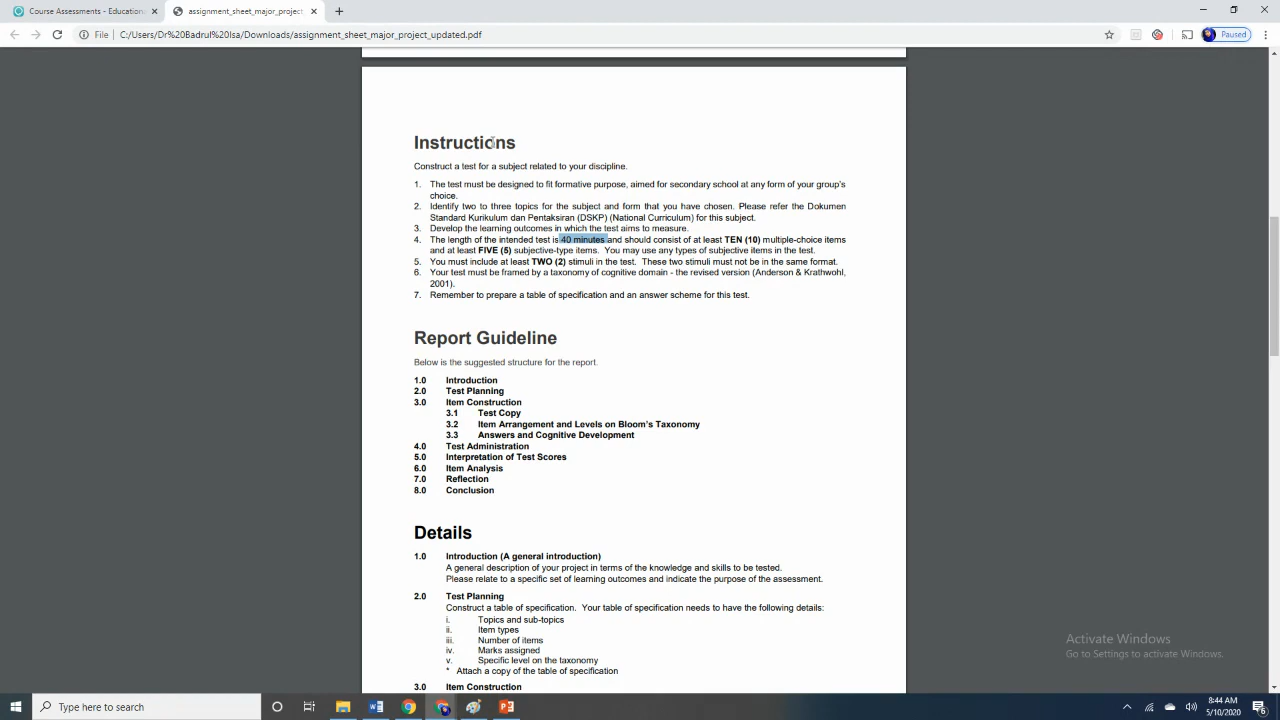 Course Assessments - Educationa
assignment_sheet_major_project_
File
C:/Users/Dr%20Badrul%20Isa/Downloads/assignment_sheet_major_project_updated.pdf
Paused
Instructions
Construct a test for a subject related to your discipline.
1. The test must be designed to fit formative purpose, aimed for secondary school at any form of your group's
choice.
2. Identify two to three topics for the subject and form that you have chosen. Please refer the Dokumen
Standard Kurikulum dan Pentaksiran (DSKP) (National Curriculum) for this subject.
3. Develop the learning outcomes in which the test aims to measure.
4. The length of the intended test is 40 minutes and should consist of at least TEN (10) multiple-choice items
and at least FIVE (5) subjective-type items. You may use any types of subjective items in the test.
5. You must include at least TWO (2) stimuli in the test. These two stimuli must not be in the same format.
6. Your test must be framed by a taxonomy of cognitive domain - the revised version (Anderson & Krathwohl,
2001).
7. Remember to prepare a table of specification and an answer scheme for this test.
Report Guideline
Below is the suggested structure for the report.
1.0 Introduction
2.0 Test Planning
3.0 Item Construction
3.1 Test Copy
3.2 Item Arrangement and Levels on Bloom's Taxonomy
3.3 Answers and Cognitive Development
4.0 Test Administration
5.0 Interpretation of Test Scores
6.0 Item Analysis
7.0 Reflection
8.0 Conclusion
Details
1.0 Introduction (A general introduction)
A general description of your project in terms of the knowledge and skills to be tested.
Please relate to a specific set of learning outcomes and indicate the purpose of the assessment.
2.0 Test Planning
Construct a table of specification. Your table of specification needs to have the following details:
i. Topics and sub-topics
ii. Item types
iii. Number of items
iv. Marks assigned
v. Specific level on the taxonomy
* Attach a copy of the table of specification
3.0 Item Construction
Activate Windows
Go to Settings to activate Windows.
Type here to search
8:44 AM
5/10/2020
6